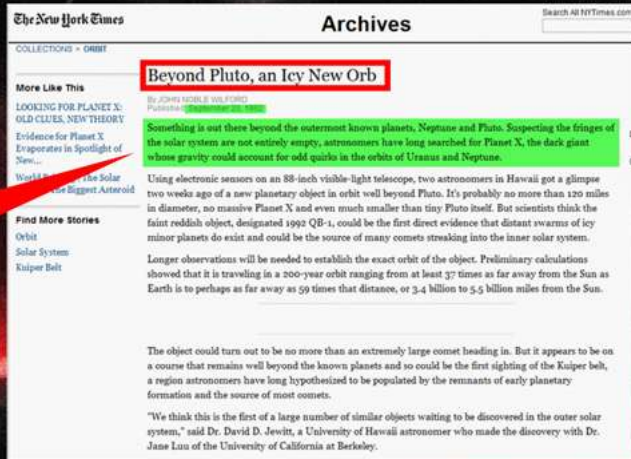 The New York Times
Archives
Search All NYTimes.com
COLLECTIONS > ORBIT
More Like This
LOOKING FOR PLANET X:
OLD CLUES, NEW THEORY
Evidence for Planet X
Evaporates in Spotlight of
New...
The Solar
Biggest Asteroid
Find More Stories
Orbit
Solar System
Kuiper Belt
Beyond Pluto, an Icy New Orb
By JOHN NOBLE WILFORD
Published:
Something is out there beyond the outermost known planets, Neptune and Pluto. Suspecting the fringes of
the solar system are not entirely empty, astronomers have long searched for Planet X, the dark giant
whose gravity could account for odd quirks in the orbits of Uranus and Neptune.
Using electronic sensors on an 88-inch visible-light telescope, two astronomers in Hawaii got a glimpse
two weeks ago of a new planetary object in orbit well beyond Pluto. It's probably no more than 120 miles
in diameter, no massive Planet X and even much smaller than tiny Pluto itself. But scientists think the
faint reddish object, designated 1992 QB-1, could be the first direct evidence that distant swarms of icy
minor planets do exist and could be the source of many comets streaking into the inner solar system.
Longer observations will be needed to establish the exact orbit of the object. Preliminary calculations
showed that it is traveling in a 200-year orbit ranging from at least 37 times as far away from the Sun as
Earth is to perhaps as far away as 59 times that distance, or 3.4 billion to 5.5 billion miles from the Sun.
The object could turn out to be no more than an extremely large comet heading in. But it appears to be on
a course that remains well beyond the known planets and so could be the first sighting of the Kuiper belt,
a region astronomers have long hypothesized to be populated by the remnants of early planetary
formation and the source of most comets.
"We think this is the first of a large number of similar objects waiting to be discovered in the outer solar
system," said Dr. David D. Jewitt, a University of Hawaii astronomer who made the discovery with Dr.
Jane Luu of the University of California at Berkeley.